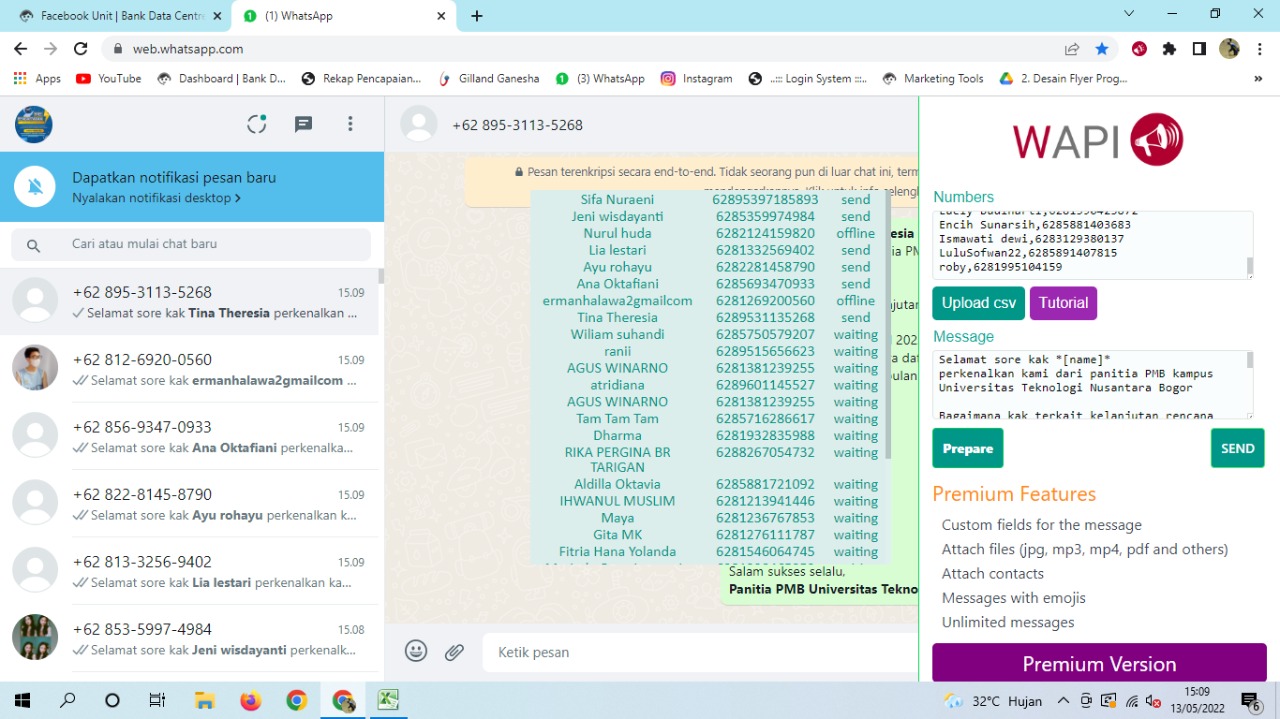 Facebook Unit | Bank Data Centre
(1) WhatsApp
web.whatsapp.com
Apps
YouTube
Dashboard | Bank D...
Rekap Pencapaian...
Gilland Ganesha
(3) WhatsApp
Instagram
..::: Login System :::..
Marketing Tools
2. Desain Flyer Prog...
Dapatkan notifikasi pesan baru
Nyalakan notifikasi desktop >
Cari atau mulai chat baru
+62 895-3113-5268 15.09
Selamat sore kak Tina Theresia perkenalkan ...
+62 812-6920-0560 15.09
Selamat sore kak ermanhalawa2gmailcom ...
+62 856-9347-0933 15.09
Selamat sore kak Ana Oktafiani perkenalka...
+62 822-8145-8790 15.09
Selamat sore kak Ayu rohayu perkenalkan k...
+62 813-3256-9402 15.09
Selamat sore kak Lia lestari perkenalkan ka...
+62 853-5997-4984 15.08
Selamat sore kak Jeni wisdayanti perkenalk...
+62 895-3113-5268
Pesan terenkripsi secara end-to-end. Tidak seorang pun di luar chat ini, term
Sifa Nuraeni 62895397185893 send
Jeni wisdayanti 6285359974984 send
Nurul huda 6282124159820 offline
Lia lestari 6281332569402 send
Ayu rohayu 6282281458790 send
Ana Oktafiani 6285693470933 send
ermanhalawa2gmailcom 6281269200560 offline
Tina Theresia 6289531135268 send
Wiliam suhandi 6285750579207 waiting
ranii 6289515656623 waiting
AGUS WINARNO 6281381239255 waiting
atridiana 6289601145527 waiting
AGUS WINARNO 6281381239255 waiting
Tam Tam Tam 6285716286617 waiting
Dharma 6281932835988 waiting
RIKA PERGINA BR 6288267054732 waiting
TARIGAN
Aldilla Oktavia 6285881721092 waiting
IHWANUL MUSLIM 6281213941446 waiting
Maya 6281236767853 waiting
Gita MK 6281276111787 waiting
Fitria Hana Yolanda 6281546064745 waiting
Salam sukses selalu,
Panitia PMB Universitas Tekno
Ketik pesan
WAPI
Numbers
Encih Sunarsih,6285881403683
Ismawati dewi,6283129380137
LuluSofwan22,6285891407815
roby,6281995104159
Upload csv
Tutorial
Message
Selamat sore kak *[name]*
perkenalkan kami dari panitia PMB kampus
Universitas Teknologi Nusantara Bogor
Bagaimana kak terkait kelanjutan rencana
Prepare
SEND
Premium Features
Custom fields for the message
Attach files (jpg, mp3, mp4, pdf and others)
Attach contacts
Messages with emojis
Unlimited messages
Premium Version
32°C Hujan
15:09
13/05/2022
6